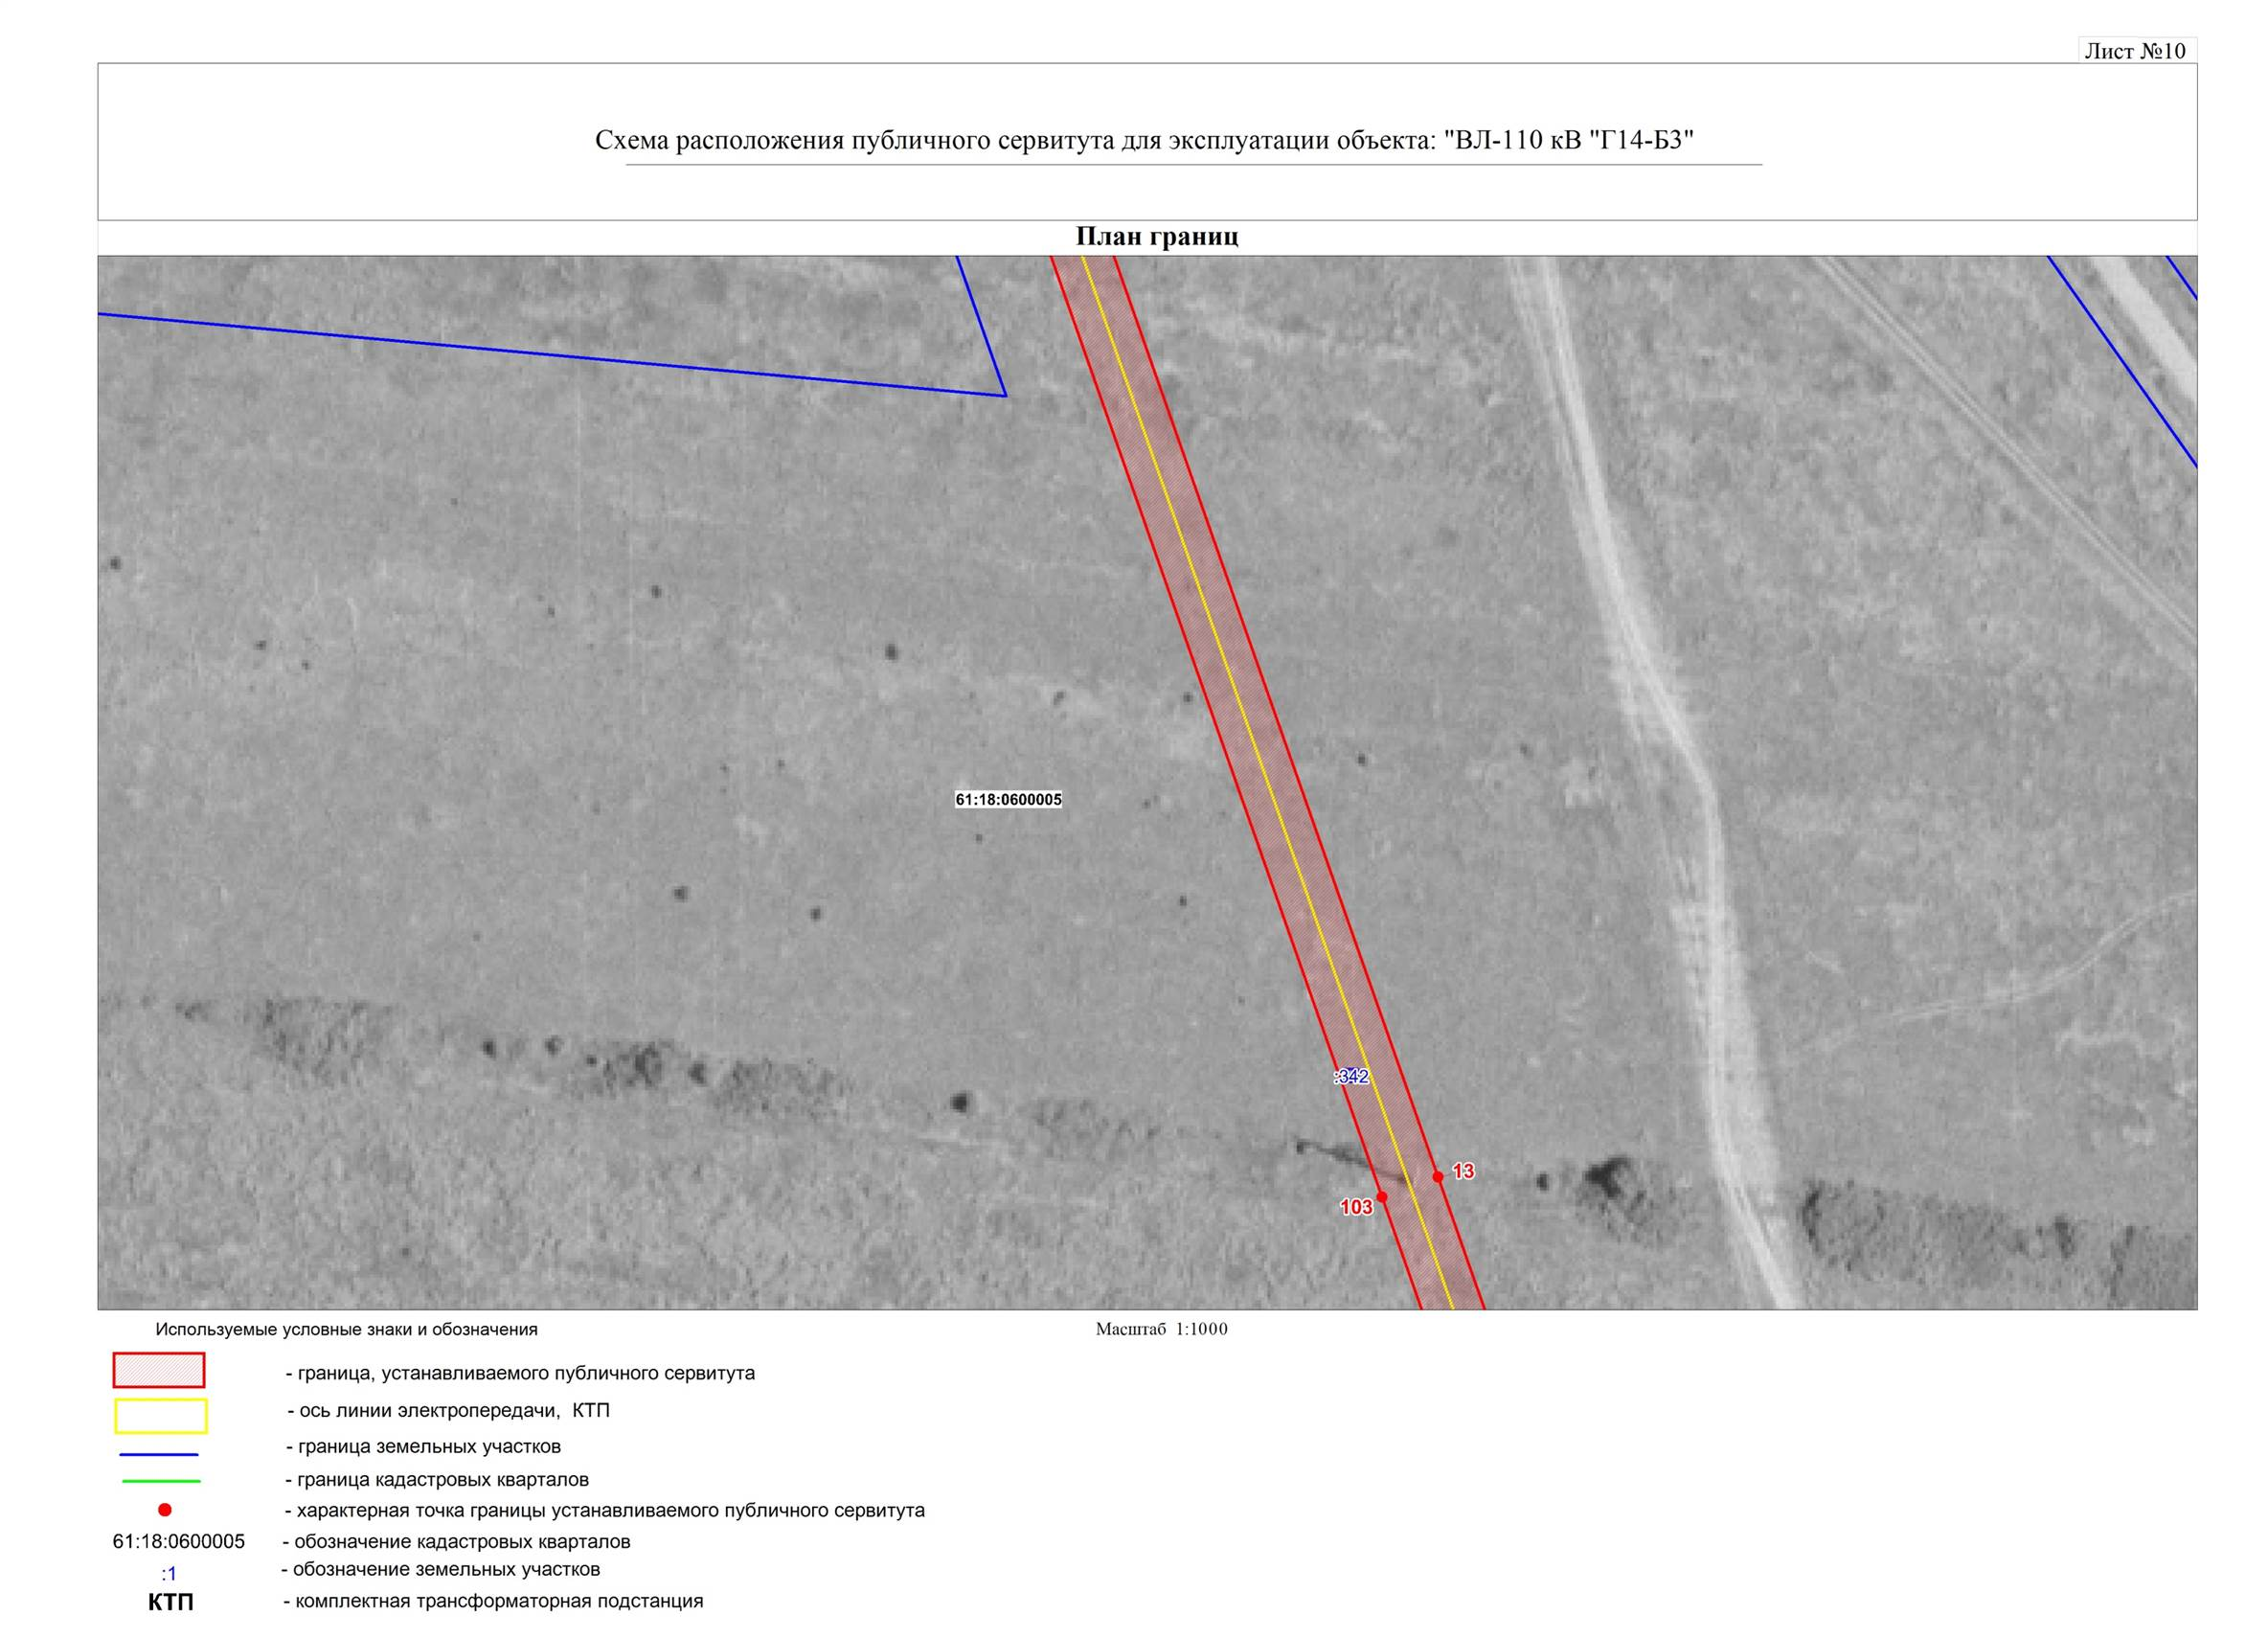 Лист №10
Схема расположения публичного сервитута для эксплуатации объекта: "ВЛ-110 кВ "Г14-Б3"
План границ
61:18:0600005
:342
13
103
Используемые условные знаки и обозначения
Масштаб 1:1000
- граница, устанавливаемого публичного сервитута
- ось линии электропередачи, КТП
- граница земельных участков
- граница кадастровых кварталов
- характерная точка границы устанавливаемого публичного сервитута
61:18:0600005 - обозначение кадастровых кварталов
:1 - обозначение земельных участков
КТП - комплектная трансформаторная подстанция